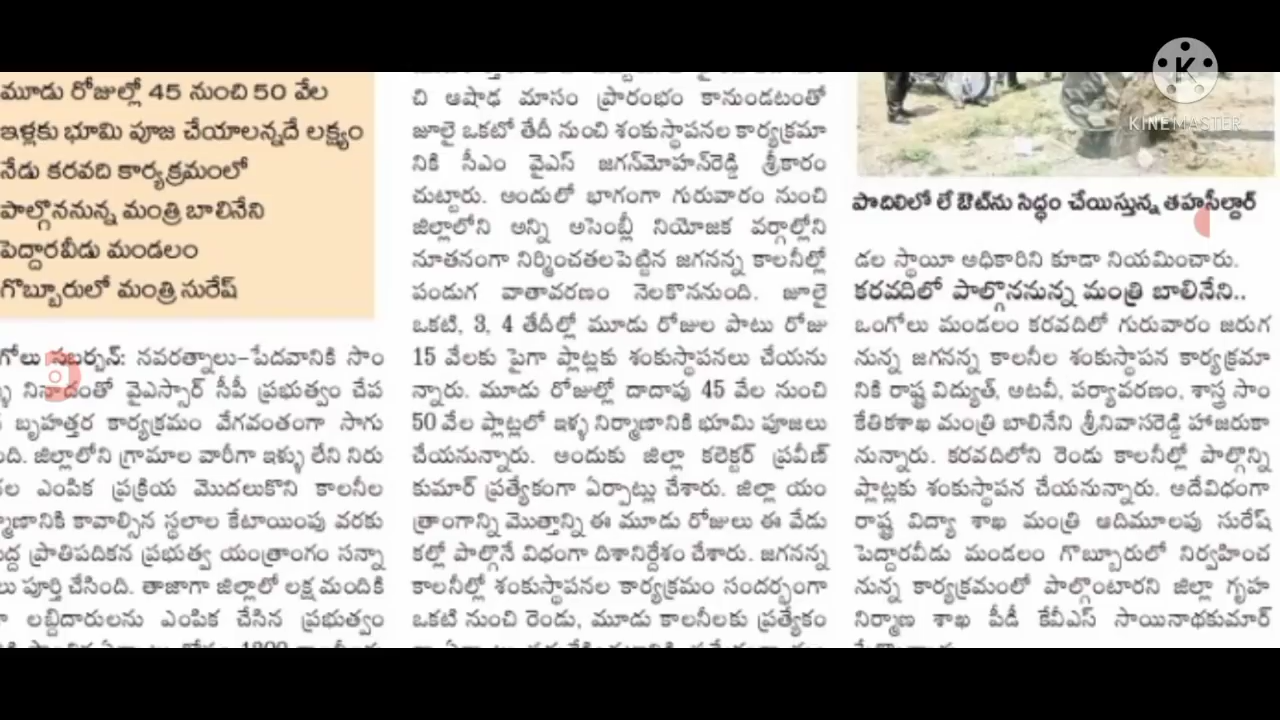 మూడు రోజుల్లో 45 నుంచి 50 వేల
ఇళ్లకు భూమి పూజ చేయాలన్నదే లక్ష్యం
నేడు కరవది కార్యక్రమంలో
పాల్గొననున్న మంత్రి బాలినేని
పెద్దారవీడు మండలం
గొబ్బూరులో మంత్రి సురేష్
గోలు సబర్బన్: నవరత్నాలు–పేదవానికి సొం
నినాదంతో వైఎస్సార్ సీపీ ప్రభుత్వం చేప
బృహత్తర కార్యక్రమం వేగవంతంగా సాగు
ంది. జిల్లాలోని గ్రామాల వారీగా ఇళ్ళు లేని నిరు
ల ఎంపిక ప్రక్రియ మొదలుకొని కాలనీల
ర్మాణానికి కావాల్సిన స్థలాల కేటాయింపు వరకు
ద్ద ప్రాతిపదికన ప్రభుత్వ యంత్రాంగం సన్నా
లు పూర్తి చేసింది. తాజాగా జిల్లాలో లక్ష మందికి
లబ్దిదారులను ఎంపిక చేసిన ప్రభుత్వం
చి ఆషాఢ మాసం ప్రారంభం కానుండటంతో
జూలై ఒకటో తేదీ నుంచి శంకుస్థాపనల కార్యక్రమా
నికి సీఎం వైఎస్ జగన్‌మోహన్‌రెడ్డి శ్రీకారం
చుట్టారు. అందులో భాగంగా గురువారం నుంచి
జిల్లాలోని అన్ని అసెంబ్లీ నియోజక వర్గాల్లోని
నూతనంగా నిర్మించతలపెట్టిన జగనన్న కాలనీల్లో
పండుగ వాతావరణం నెలకొననుంది. జూలై
ఒకటి, 3, 4 తేదీల్లో మూడు రోజుల పాటు రోజు
15 వేలకు పైగా ప్లాట్లకు శంకుస్థాపనలు చేయను
న్నారు. మూడు రోజుల్లో దాదాపు 45 వేల నుంచి
50 వేల ప్లాట్లలో ఇళ్ళ నిర్మాణానికి భూమి పూజలు
చేయనున్నారు. అందుకు జిల్లా కలెక్టర్ ప్రవీణ్
కుమార్ ప్రత్యేకంగా ఏర్పాట్లు చేశారు. జిల్లా యం
త్రాంగాన్ని మొత్తాన్ని ఈ మూడు రోజులు ఈ వేడు
కల్లో పాల్గొనే విధంగా దిశానిర్దేశం చేశారు. జగనన్న
కాలనీల్లో శంకుస్థాపనల కార్యక్రమం సందర్భంగా
ఒకటి నుంచి రెండు, మూడు కాలనీలకు ప్రత్యేకం
KINEMASTER
పొదిలిలో లే ఔట్‌ను సిద్ధం చేయిస్తున్న తహసీల్దార్
డల స్థాయీ అధికారిని కూడా నియమించారు.
కరవదిలో పాల్గొననున్న మంత్రి బాలినేని..
ఒంగోలు మండలం కరవదిలో గురువారం జరుగ
నున్న జగనన్న కాలనీల శంకుస్థాపన కార్యక్రమా
నికి రాష్ట్ర విద్యుత్, అటవీ, పర్యావరణం, శాస్త్ర సాం
కేతికశాఖ మంత్రి బాలినేని శ్రీనివాసరెడ్డి హాజరుకా
నున్నారు. కరవదిలోని రెండు కాలనీల్లో పాల్గొన్ని
ప్లాట్లకు శంకుస్థాపన చేయనున్నారు. అదేవిధంగా
రాష్ట్ర విద్యా శాఖ మంత్రి ఆదిమూలపు సురేష్
పెద్దారవీడు మండలం గొబ్బూరులో నిర్వహించ
నున్న కార్యక్రమంలో పాల్గొంటారని జిల్లా గృహ
నిర్మాణ శాఖ పీడీ కేవీఎస్ సాయినాథకుమార్